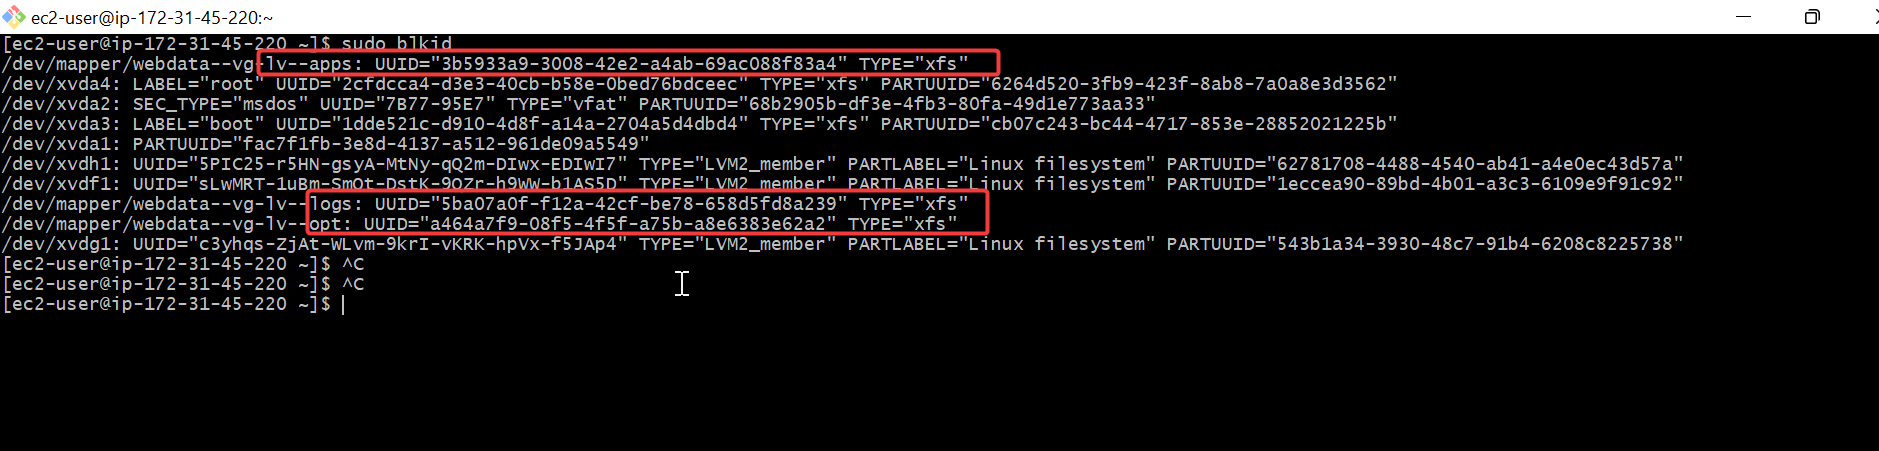 ec2-user@ip-172-31-45-220:~
[ec2-user@ip-172-31-45-220 ~]$ sudo blkid
/dev/mapper/webdata--vg-lv--apps: UUID="3b5933a9-3008-42e2-a4ab-69ac088f83a4" TYPE="xfs"
/dev/xvda4: LABEL="root" UUID="2cfdcca4-d3e3-40cb-b58e-0bed76bdceec" TYPE="xfs" PARTUUID="6264d520-3fb9-423f-8ab8-7a0a8e3d3562"
/dev/xvda2: SEC_TYPE="msdos" UUID="7B77-95E7" TYPE="vfat" PARTUUID="68b2905b-df3e-4fb3-80fa-49d1e773aa33"
/dev/xvda3: LABEL="boot" UUID="1dde521c-d910-4d8f-a14a-2704a5d4dbd4" TYPE="xfs" PARTUUID="cb07c243-bc44-4717-853e-28852021225b"
/dev/xvda1: PARTUUID="fac7f1fb-3e8d-4137-a512-961de09a5549"
/dev/xvdh1: UUID="5PIC25-r5HN-gsyA-MtNy-qQ2m-DIwx-EDIwI7" TYPE="LVM2_member" PARTLABEL="Linux filesystem" PARTUUID="62781708-4488-4540-ab41-a4e0ec43d57a"
/dev/xvdf1: UUID="sLwMRT-1uBm-SmOt-DstK-9OZr-h9WW-b1AS5D" TYPE="LVM2_member" PARTLABEL="Linux filesystem" PARTUUID="1eccea90-89bd-4b01-a3c3-6109e9f91c92"
/dev/mapper/webdata--vg-lv--logs: UUID="5ba07a0f-f12a-42cf-be78-658d5fd8a239" TYPE="xfs"
/dev/mapper/webdata--vg-lv--opt: UUID="a464a7f9-08f5-4f5f-a75b-a8e6383e62a2" TYPE="xfs"
/dev/xvdg1: UUID="c3yhqs-ZjAt-WLvm-9krI-vKRK-hpVx-f5JAp4" TYPE="LVM2_member" PARTLABEL="Linux filesystem" PARTUUID="543b1a34-3930-48c7-91b4-6208c8225738"
[ec2-user@ip-172-31-45-220 ~]$ ^C
[ec2-user@ip-172-31-45-220 ~]$ ^C
[ec2-user@ip-172-31-45-220 ~]$